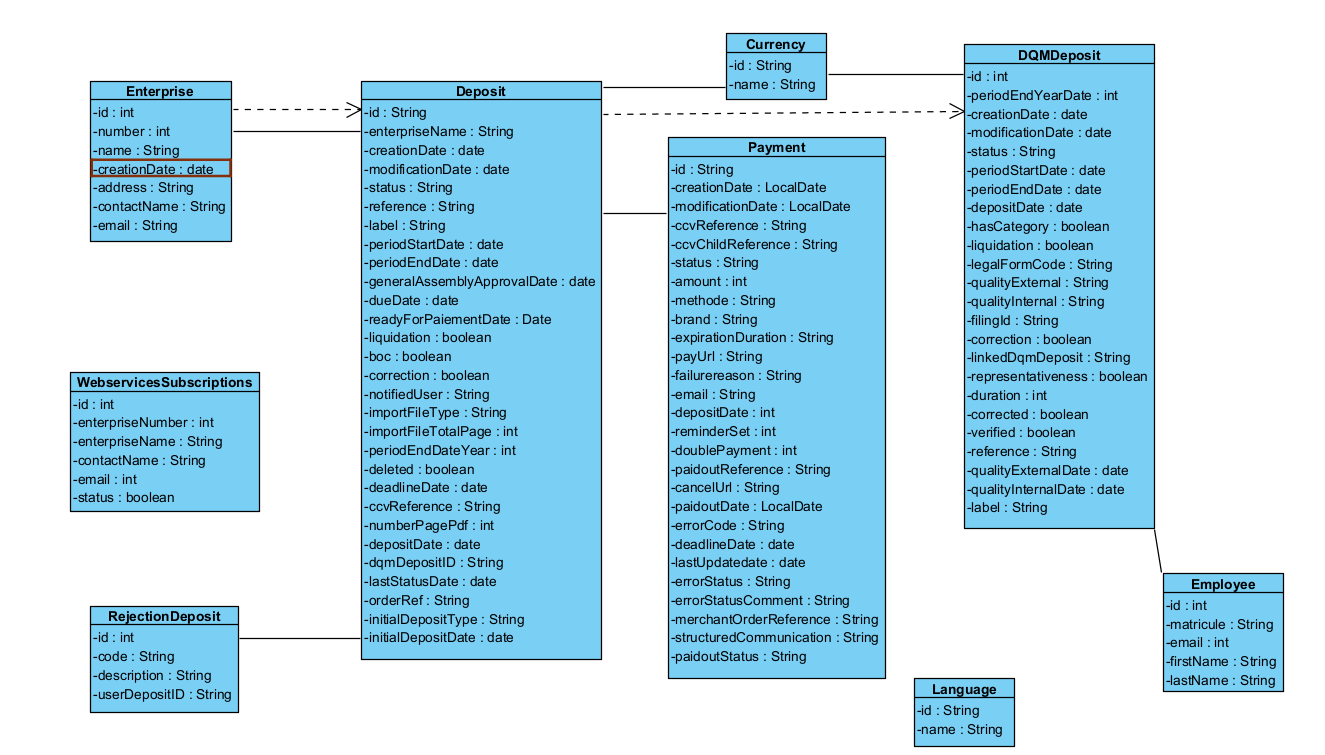 Enterprise
-id : int
-number : int
-name : String
-creationDate : date
-address : String
-contactName : String
-email : String
WebservicesSubscriptions
-id : int
-enterpriseNumber : int
-enterpriseName : String
-contactName : String
-email : int
-status : boolean
RejectionDeposit
-id : int
-code : String
-description : String
-userDepositID : String
Deposit
-id : String
-enterpriseName : String
-creationDate : date
-modificationDate : date
-status : String
-reference : String
-label : String
-periodStartDate : date
-periodEndDate : date
-generalAssemblyApprovalDate : date
-dueDate : date
-readyForPaiementDate : Date
-liquidation : boolean
-boc : boolean
-correction : boolean
-notifiedUser : String
-importFileType : String
-importFileTotalPage : int
-periodEndDateYear : int
-deleted : boolean
-deadlineDate : date
-ccvReference : String
-numberPagePdf : int
-depositDate : date
-dqmDepositID : String
-lastStatusDate : date
-orderRef : String
-initialDepositType : String
-initialDepositDate : date
Currency
-id : String
-name : String
Payment
-id : String
-creationDate : LocalDate
-modificationDate : LocalDate
-ccvReference : String
-ccvChildReference : String
-status : String
-amount : int
-methode : String
-brand : String
-expirationDuration : String
-payUrl : String
-failurereason : String
-email : String
-depositDate : int
-reminderSet : int
-doublePayment : int
-paidoutReference : String
-cancelUrl : String
-paidoutDate : LocalDate
-errorCode : String
-deadlineDate : date
-lastUpdatedate : date
-errorStatus : String
-errorStatusComment : String
-merchantOrderReference : String
-structuredCommunication : String
-paidoutStatus : String
DQMDeposit
-id : int
-periodEndYearDate : int
-creationDate : date
-modificationDate : date
-status : String
-periodStartDate : date
-periodEndDate : date
-depositDate : date
-hasCategory : boolean
-liquidation : boolean
-legalFormCode : String
-qualityExternal : String
-qualityInternal : String
-filingId : String
-correction : boolean
-linkedDqmDeposit : String
-representativeness : boolean
-duration : int
-corrected : boolean
-verified : boolean
-reference : String
-qualityExternalDate : date
-qualityInternalDate : date
-label : String
Employee
-id : int
-matricule : String
-email : int
-firstName : String
-lastName : String
Language
-id : String
-name : String